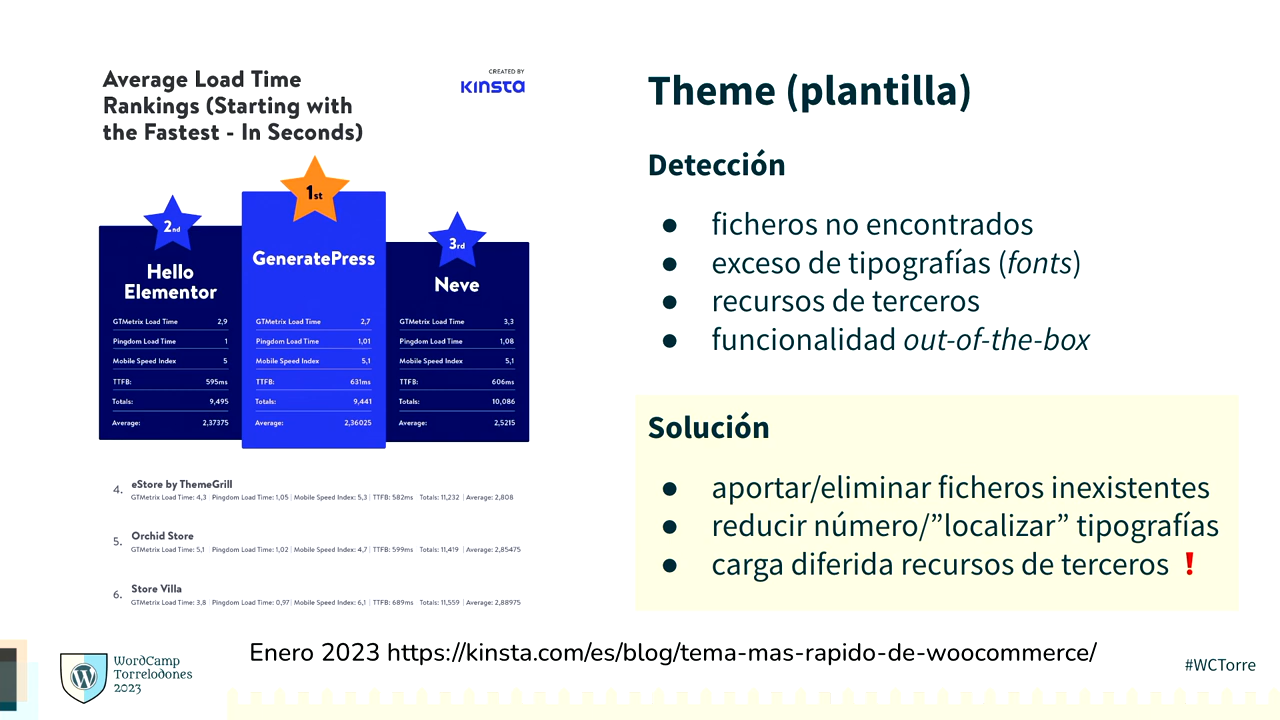 Average Load Time
Rankings (Starting with
the Fastest - In Seconds)
CREATED BY
KINSTA
2nd
Hello
Elementor
GTMetrix Load Time 2,9
Pingdom Load Time 1
Mobile Speed Index 5
TTFB: 595ms
Totals: 9,495
Average: 2,37375
1st
GeneratePress
GTMetrix Load Time 2,7
Pingdom Load Time 1,01
Mobile Speed Index 5,1
TTFB: 631ms
Totals: 9,441
Average: 2,36025
3rd
Neve
GTMetrix Load Time 3,3
Pingdom Load Time 1,08
Mobile Speed Index 5,1
TTFB: 606ms
Totals: 10,086
Average: 2,5215
4. eStore by ThemeGrill
GTMetrix Load Time: 4,3 | Pingdom Load Time: 1,05 | Mobile Speed Index: 5,3 | TTFB: 582ms Totals: 11,232 | Average: 2,808
5. Orchid Store
GTMetrix Load Time: 5,1 Pingdom Load Time: 1,02 | Mobile Speed Index: 4,7 | TTFB: 599ms Totals: 11,419 | Average: 2,85475
6. Store Villa
GTMetrix Load Time: 3,8 | Pingdom Load Time: 0,97 | Mobile Speed Index: 6,1 | TTFB: 689ms Totals: 11,559 | Average: 2,88975
Theme (plantilla)
Detección
● ficheros no encontrados
● exceso de tipografías (fonts)
● recursos de terceros
● funcionalidad out-of-the-box
Solución
● aportar/eliminar ficheros inexistentes
● reducir número/”localizar” tipografías
● carga diferida recursos de terceros ❗
Enero 2023 https://kinsta.com/es/blog/tema-mas-rapido-de-woocommerce/
WordCamp
Torrelodones
2023
#WCTorre